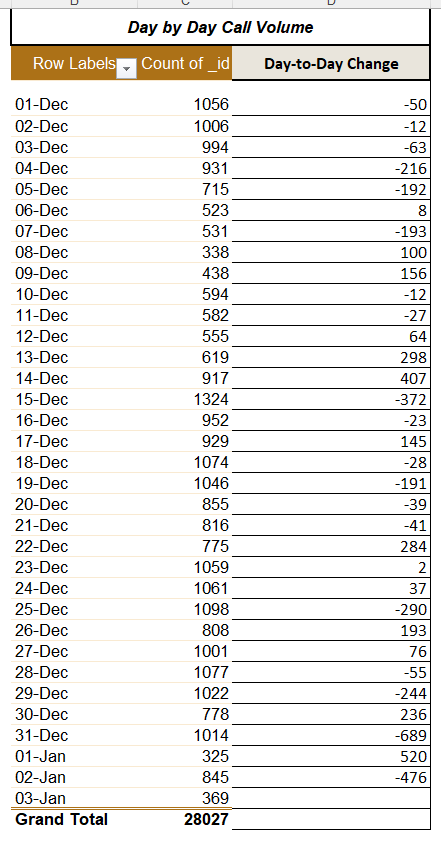 Day by Day Call Volume
Row Labels Count of _id Day-to-Day Change
01-Dec 1056 -50
02-Dec 1006 -12
03-Dec 994 -63
04-Dec 931 -216
05-Dec 715 -192
06-Dec 523 8
07-Dec 531 -193
08-Dec 338 100
09-Dec 438 156
10-Dec 594 -12
11-Dec 582 -27
12-Dec 555 64
13-Dec 619 298
14-Dec 917 407
15-Dec 1324 -372
16-Dec 952 -23
17-Dec 929 145
18-Dec 1074 -28
19-Dec 1046 -191
20-Dec 855 -39
21-Dec 816 -41
22-Dec 775 284
23-Dec 1059 2
24-Dec 1061 37
25-Dec 1098 -290
26-Dec 808 193
27-Dec 1001 76
28-Dec 1077 -55
29-Dec 1022 -244
30-Dec 778 236
31-Dec 1014 -689
01-Jan 325 520
02-Jan 845 -476
03-Jan 369
Grand Total 28027